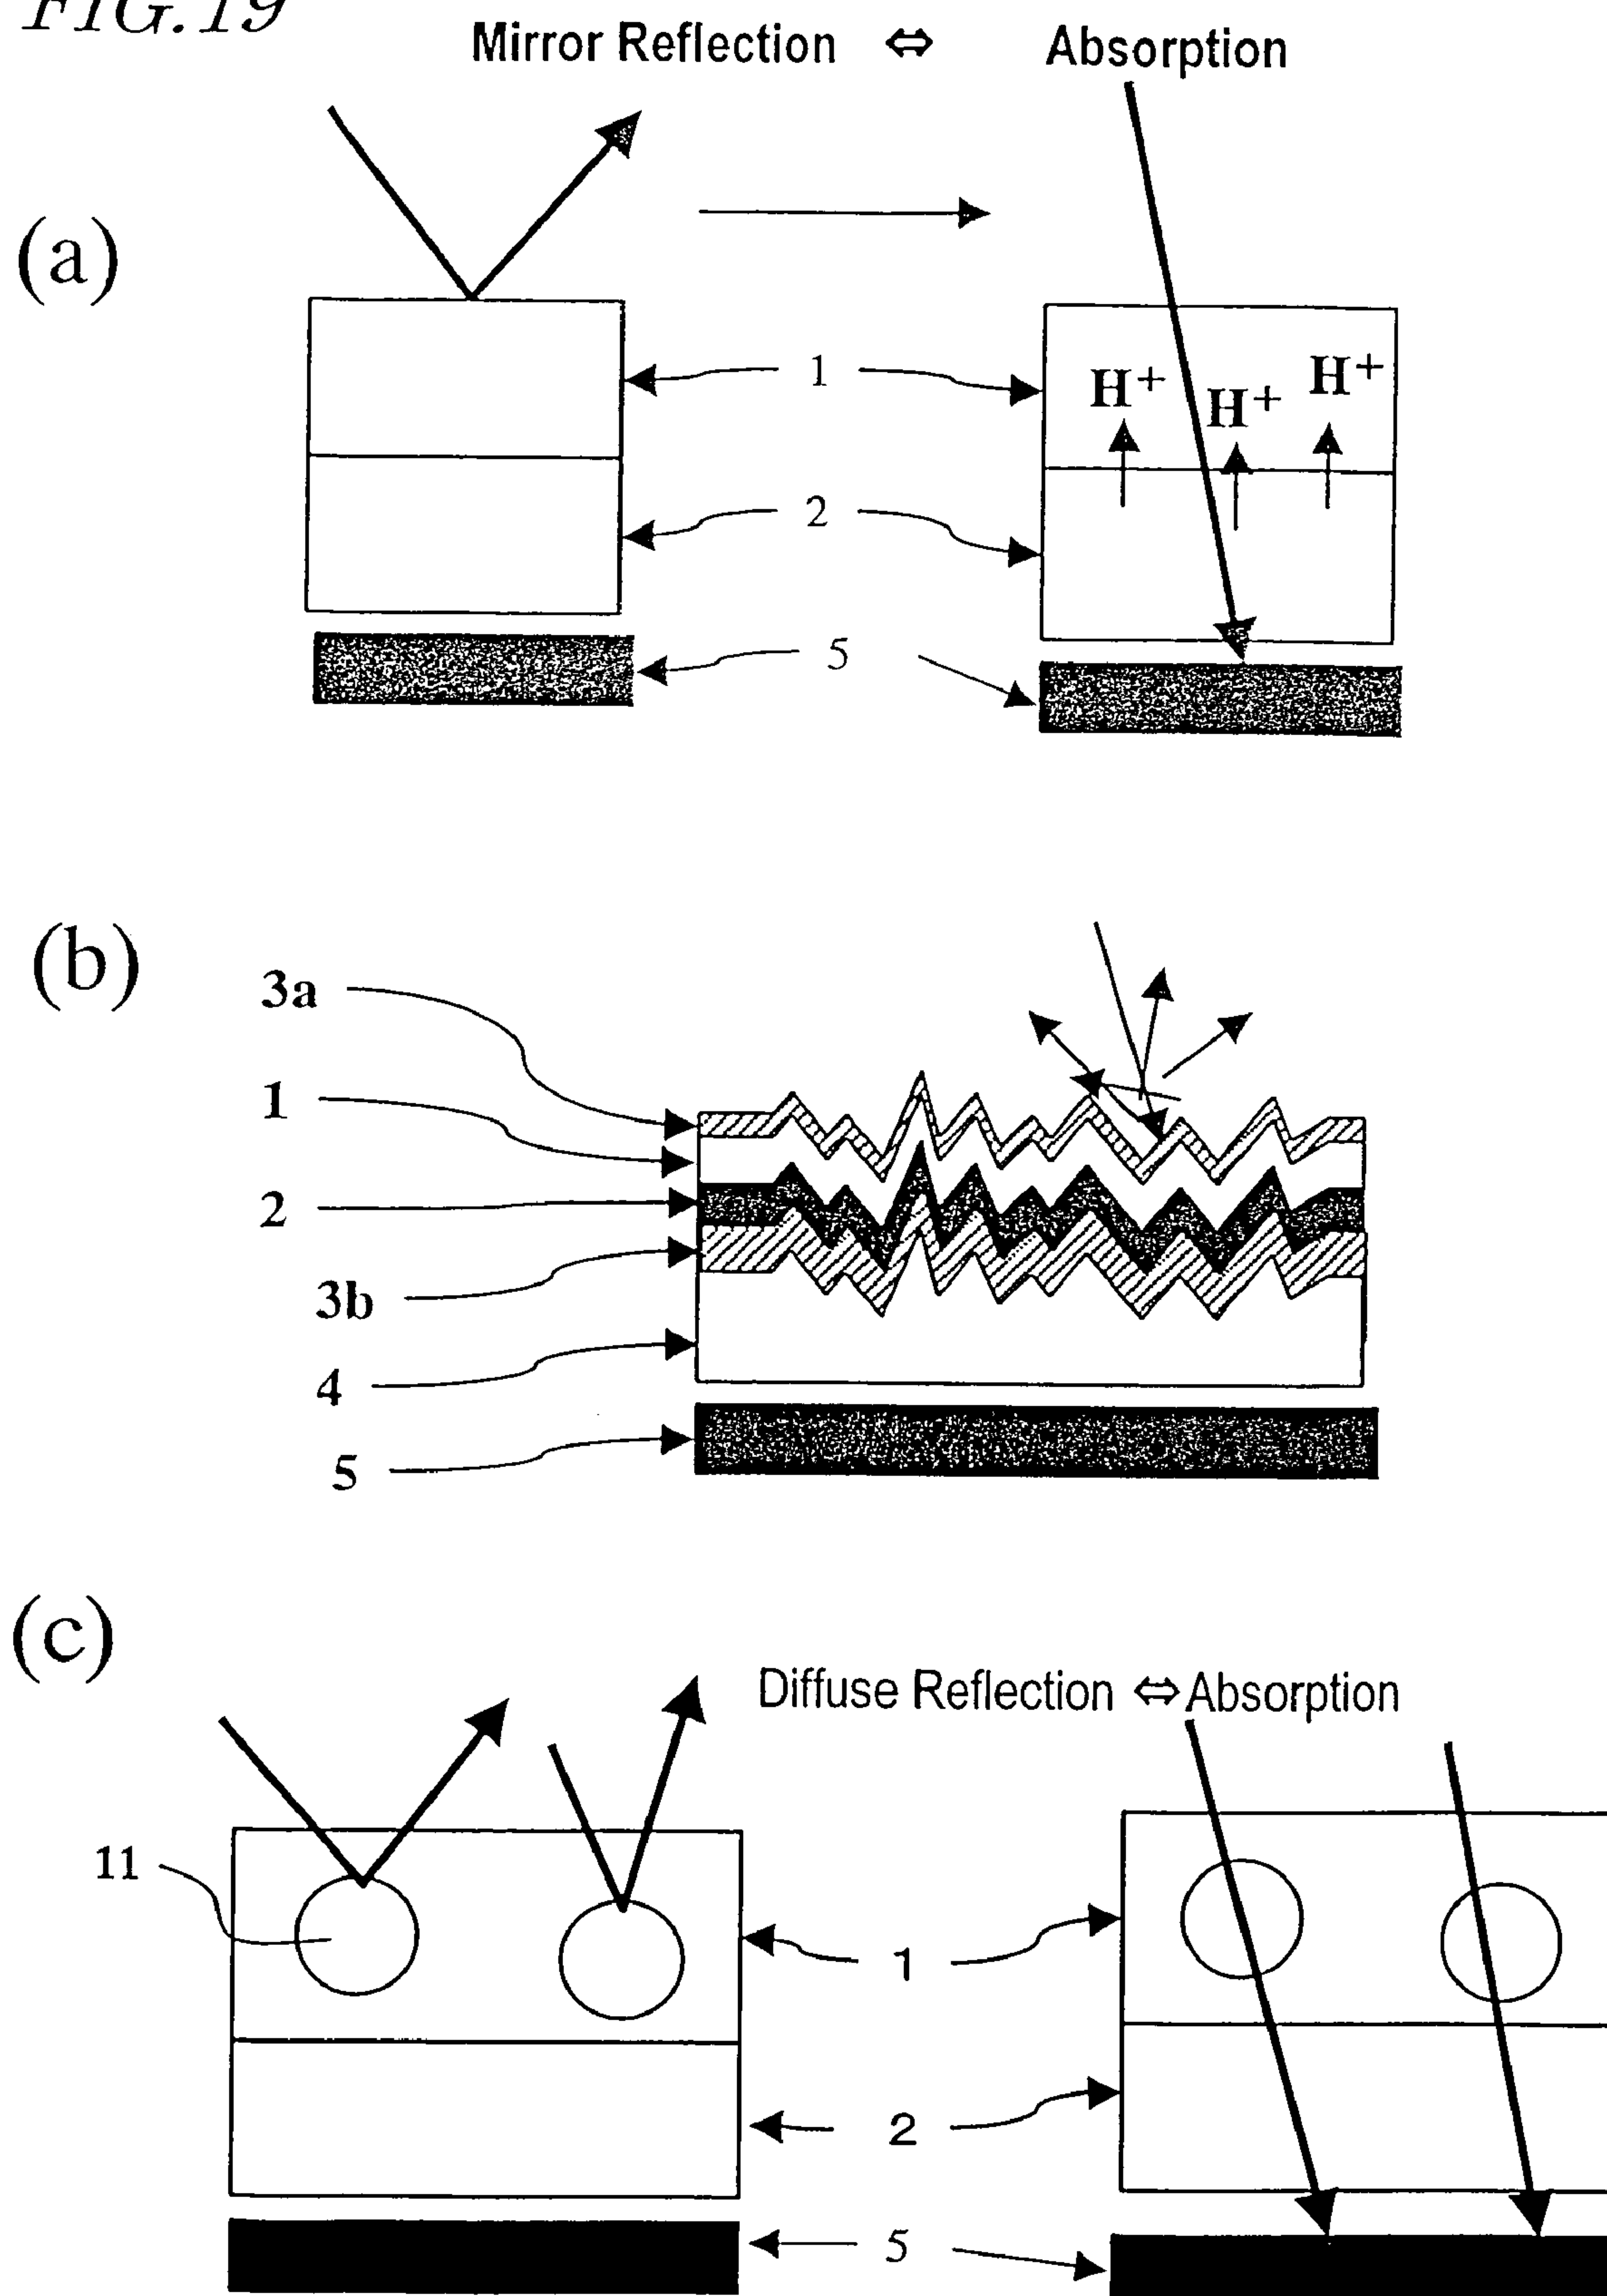 FIG. 19
Mirror Reflection ⇔ Absorption
(a)
1
H+ H+ H+
2
5
(b)
3a
1
2
3b
4
5
(c)
Diffuse Reflection ⇔ Absorption
11
1
2
5